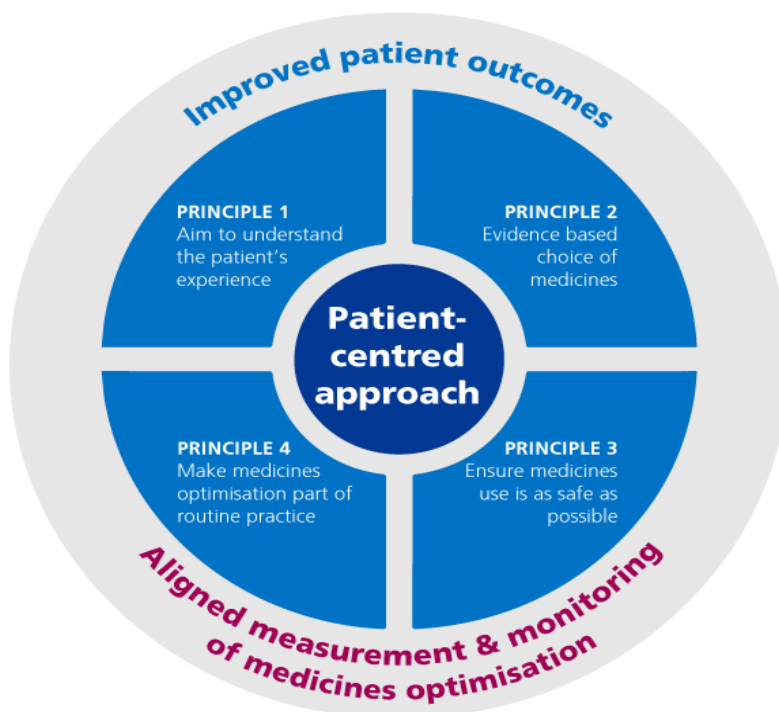 Improved patient outcomes
PRINCIPLE 1
Aim to understand
the patient's
experience
PRINCIPLE 2
Evidence based
choice of
medicines
Patient-
centred
approach
PRINCIPLE 4
Make medicines
optimisation part of
routine practice
PRINCIPLE 3
Ensure medicines
use is as safe as
possible
Aligned measurement & monitoring
of medicines optimisation